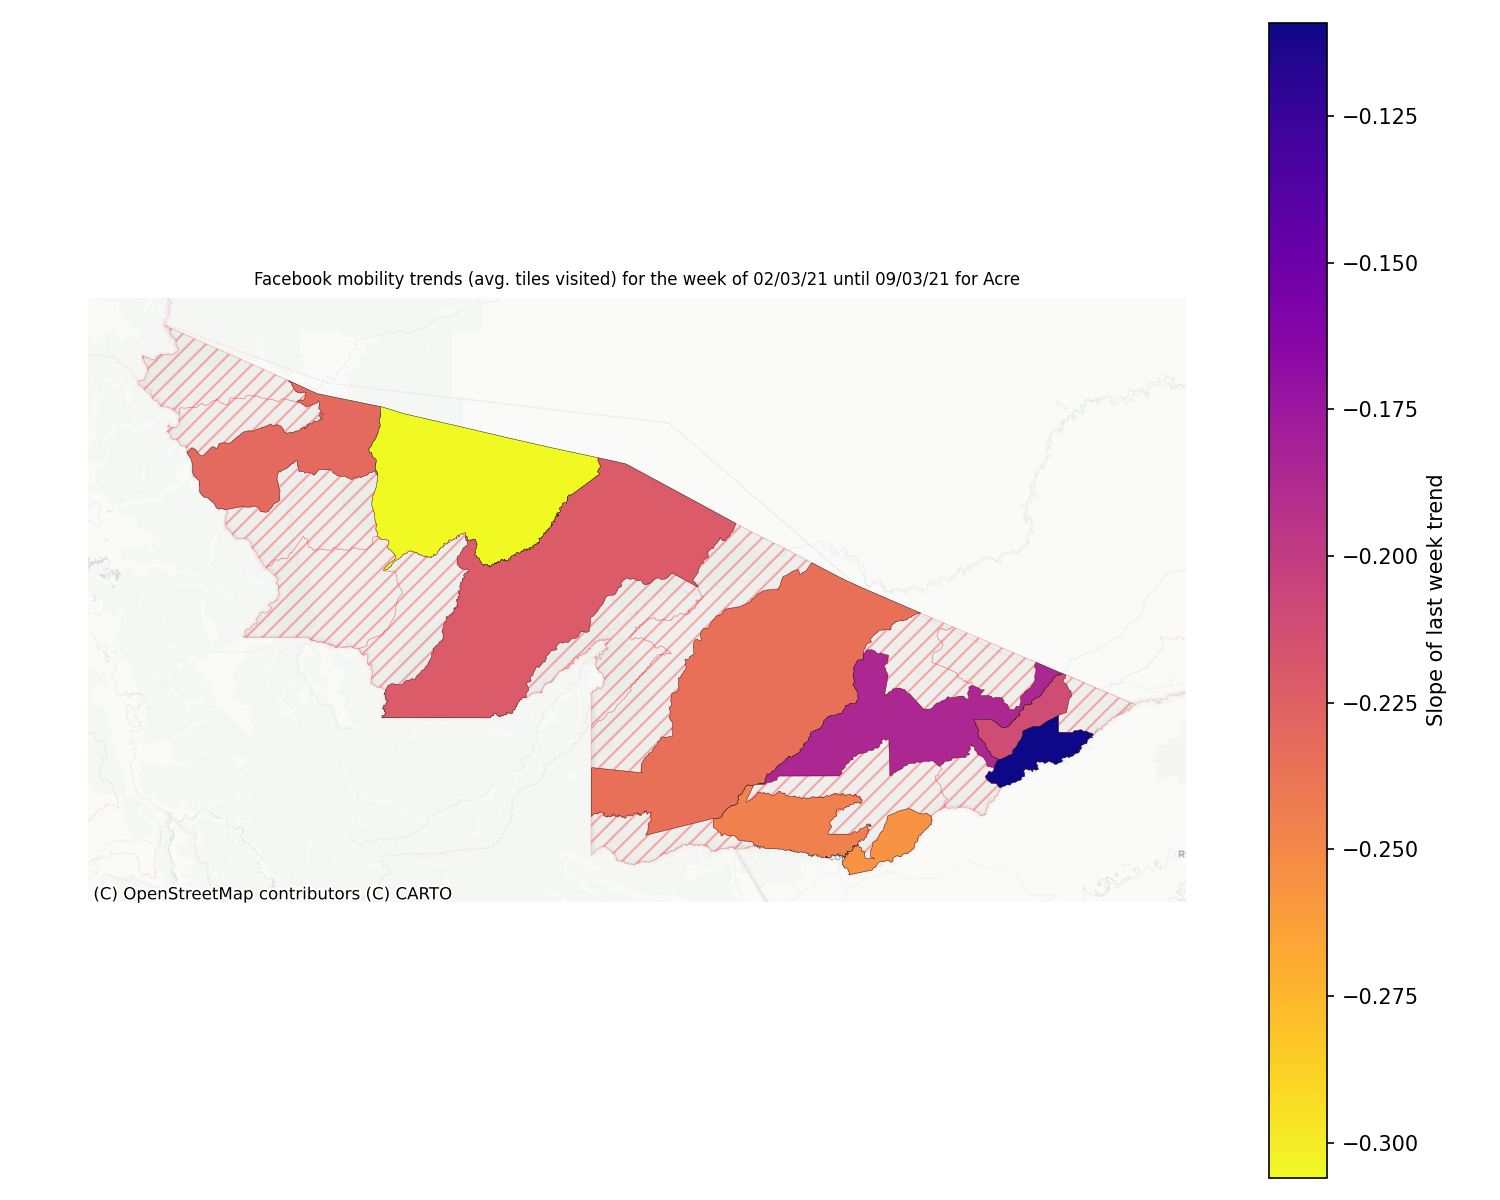 Facebook mobility trends (avg. tiles visited) for the week of 02/03/21 until 09/03/21 for Acre
−0.125
−0.150
−0.175
−0.200
−0.225
−0.250
−0.275
−0.300
Slope of last week trend
(C) OpenStreetMap contributors (C) CARTO